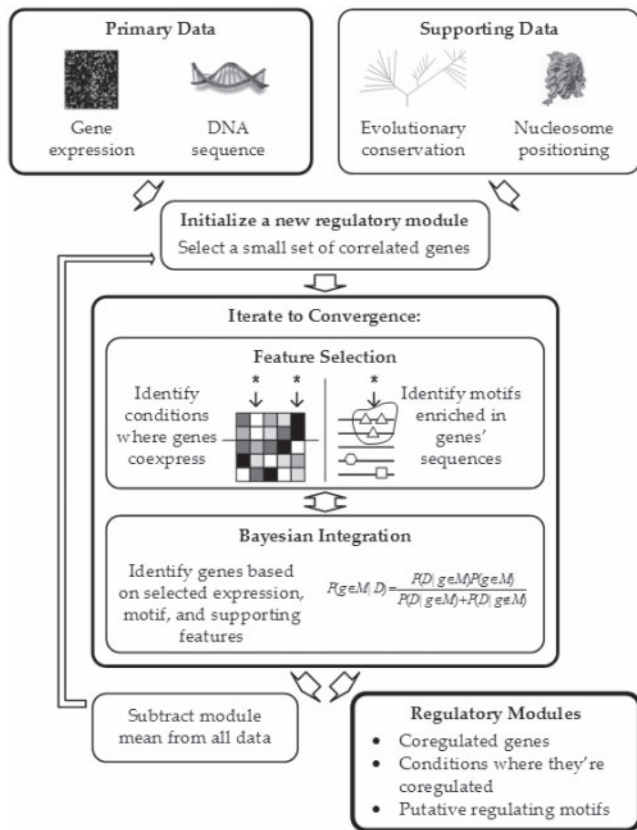 Primary Data
Gene
expression
DNA
sequence
Supporting Data
Evolutionary
conservation
Nucleosome
positioning
Initialize a new regulatory module
Select a small set of correlated genes
Iterate to Convergence:
Feature Selection
Identify
conditions
where genes
coexpress
* *
*
Identify motifs
enriched in
genes'
sequences
Bayesian Integration
Identify genes based
on selected expression,
motif, and supporting
features
P(g∈M|D)=P(D|g∈M)P(g∈M)
P(D|g∈M)+P(D|g∉M)
Subtract module
mean from all data
Regulatory Modules
• Coregulated genes
• Conditions where they're
coregulated
• Putative regulating motifs